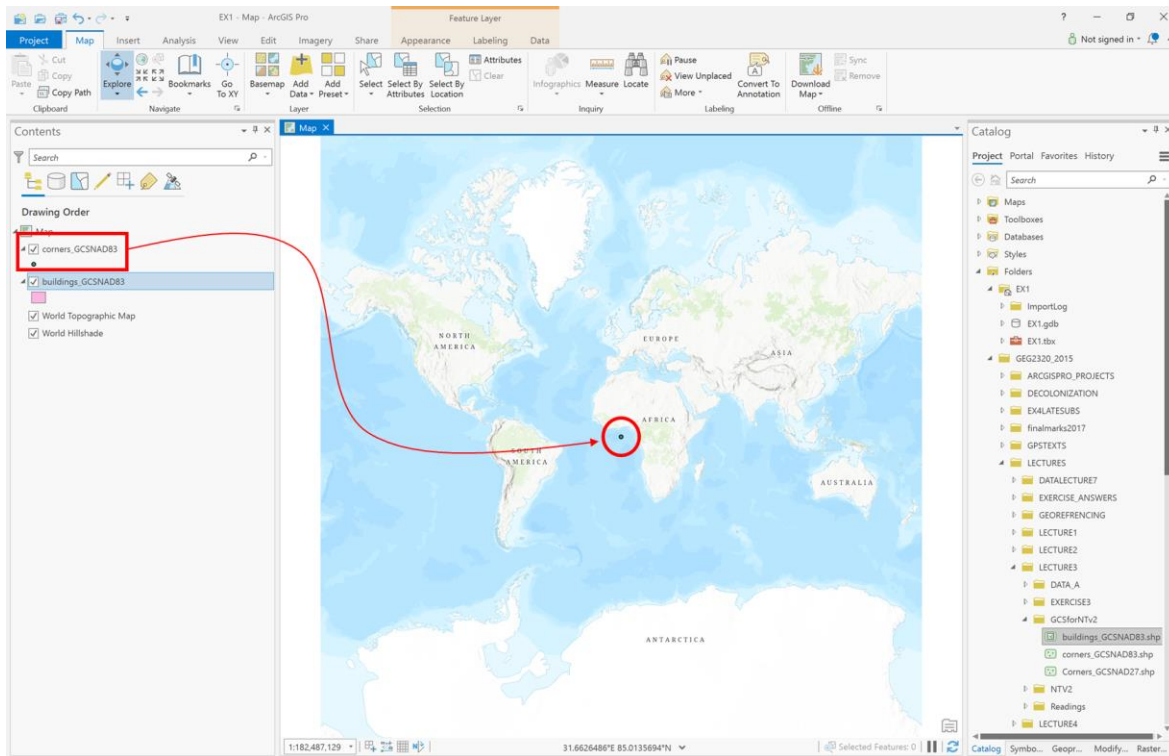 EX1 - Map - ArcGIS Pro
Feature Layer
?
Project Map Insert Analysis View Edit Imagery Share Appearance Labeling Data
Not signed in
Paste
Cut
Copy
Copy Path
Clipboard
Explore
Bookmarks
Go To XY
Navigate
Basemap
Add Data
Add Preset
Layer
Select
Select By Attributes
Select By Location
Attributes
Clear
Selection
Infographics
Measure
Locate
Inquiry
Pause
View Unplaced
More
Convert To Annotation
Labeling
Download Map
Sync
Remove
Offline
Contents
Search
Drawing Order
Map
corners_GCSNAD83
buildings_GCSNAD83
World Topographic Map
World Hillshade
Map
NORTH
AMERICA
EUROPE
ASIA
AFRICA
SOUTH
AMERICA
AUSTRALIA
ANTARCTICA
1:182,487,129
31.6626486°E 85.0135694°N
Selected Features: 0
Catalog
Project Portal Favorites History
Search
Maps
Toolboxes
Databases
Styles
Folders
EX1
ImportLog
EX1.gdb
EX1.tbx
GEG2320_2015
ARCGISPRO_PROJECTS
DECOLONIZATION
EX4LATESUBS
finalmarks2017
GPSTEXTS
LECTURES
DATALECTURE7
EXERCISE_ANSWERS
GEOREFRENCING
LECTURE1
LECTURE2
LECTURE3
DATA_A
EXERCISE3
GCSforNTv2
buildings_GCSNAD83.shp
corners_GCSNAD83.shp
Corners_GCSNAD27.shp
NTV2
Readings
LECTURE4
Catalog Symbo... Geopr... Modify... Raster...